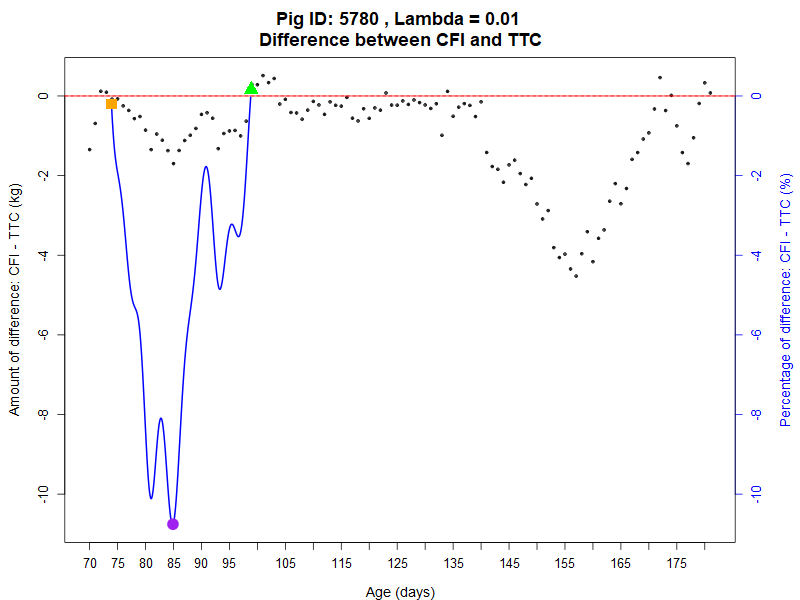 Pig ID: 5780 , Lambda = 0.01
Difference between CFI and TTC
Amount of difference: CFI - TTC (kg)
0
-2
-4
-6
-8
-10
0
-2
-4
-6
-8
-10
Percentage of difference: CFI - TTC (%)
70 75 80 85 90 95 105 115 125 135 145 155 165 175
Age (days)